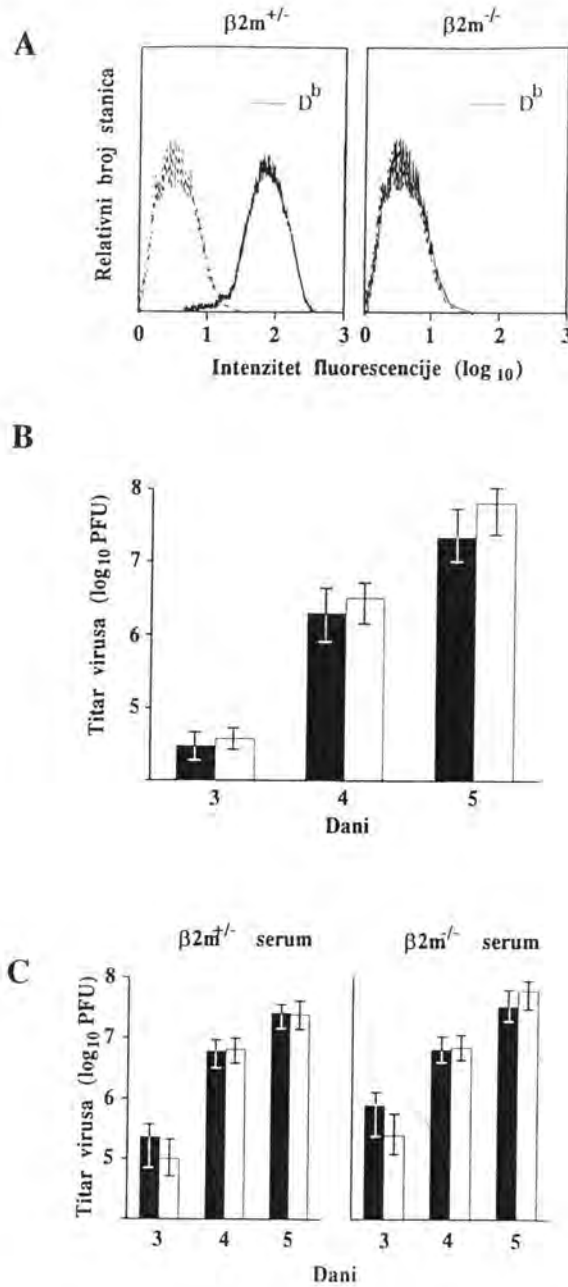 A
β2m+/- β2m-/-
Relativni broj stanica
D^b D^b
0 1 2 3 0 1 2 3
Intenzitet fluorescencije (log 10)
B
Titar virusa (log10 PFU)
8
7
6
5
3 4 5
Dani
C
β2m+/- serum β2m-/- serum
Titar virusa (log10 PFU)
8
7
6
5
3 4 5 3 4 5
Dani